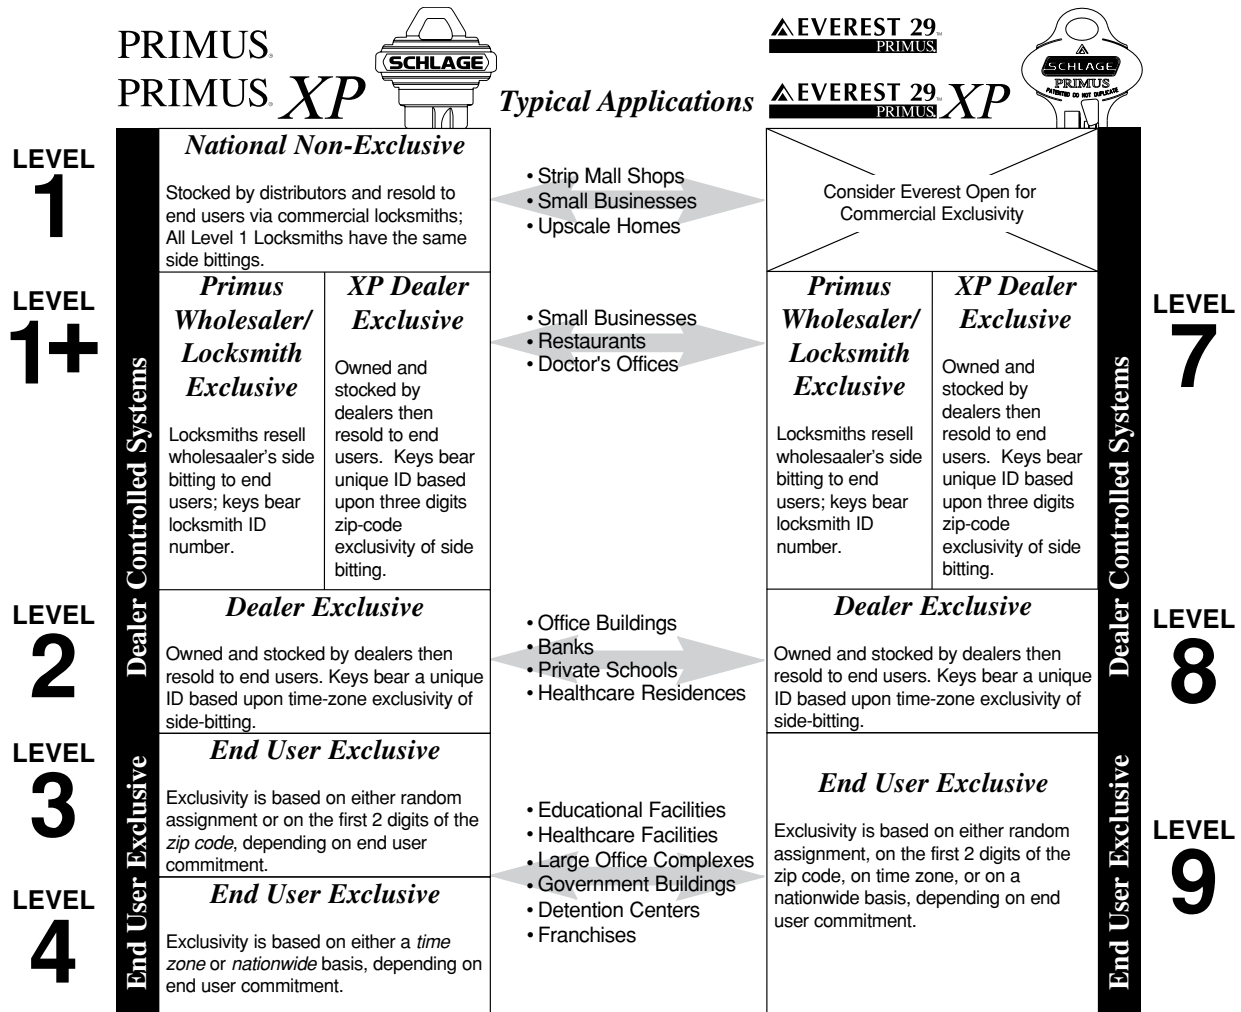 PRIMUS®
PRIMUS® XP
SCHLAGE
Typical Applications
EVEREST 29™
PRIMUS®
EVEREST 29™ XP
PRIMUS®
SCHLAGE
PRIMUS
PATENTED DO NOT DUPLICATE
LEVEL
1
LEVEL
1+
LEVEL
2
LEVEL
3
LEVEL
4
Dealer Controlled Systems
End User Exclusive
National Non-Exclusive
Stocked by distributors and resold to
end users via commercial locksmiths;
All Level 1 Locksmiths have the same
side bittings.
Primus
Wholesaler/
Locksmith
Exclusive
Locksmiths resell
wholesaaler's side
bitting to end
users; keys bear
locksmith ID
number.
XP Dealer
Exclusive
Owned and
stocked by
dealers then
resold to end
users. Keys bear
unique ID based
upon three digits
zip-code
exclusivity of side
bitting.
Dealer Exclusive
Owned and stocked by dealers then
resold to end users. Keys bear a unique
ID based upon time-zone exclusivity of
side-bitting.
End User Exclusive
Exclusivity is based on either random
assignment or on the first 2 digits of the
zip code, depending on end user
commitment.
End User Exclusive
Exclusivity is based on either a time
zone or nationwide basis, depending on
end user commitment.
• Strip Mall Shops
• Small Businesses
• Upscale Homes
• Small Businesses
• Restaurants
• Doctor's Offices
• Office Buildings
• Banks
• Private Schools
• Healthcare Residences
• Educational Facilities
• Healthcare Facilities
• Large Office Complexes
• Government Buildings
• Detention Centers
• Franchises
Consider Everest Open for
Commercial Exclusivity
Primus
Wholesaler/
Locksmith
Exclusive
Locksmiths resell
wholesaaler's side
bitting to end
users; keys bear
locksmith ID
number.
XP Dealer
Exclusive
Owned and
stocked by
dealers then
resold to end
users. Keys bear
unique ID based
upon three digits
zip-code
exclusivity of side
bitting.
Dealer Exclusive
Owned and stocked by dealers then
resold to end users. Keys bear a unique
ID based upon time-zone exclusivity of
side-bitting.
End User Exclusive
Exclusivity is based on either random
assignment, on the first 2 digits of the
zip code, on time zone, or on a
nationwide basis, depending on end
user commitment.
Dealer Controlled Systems
End User Exclusive
LEVEL
7
LEVEL
8
LEVEL
9